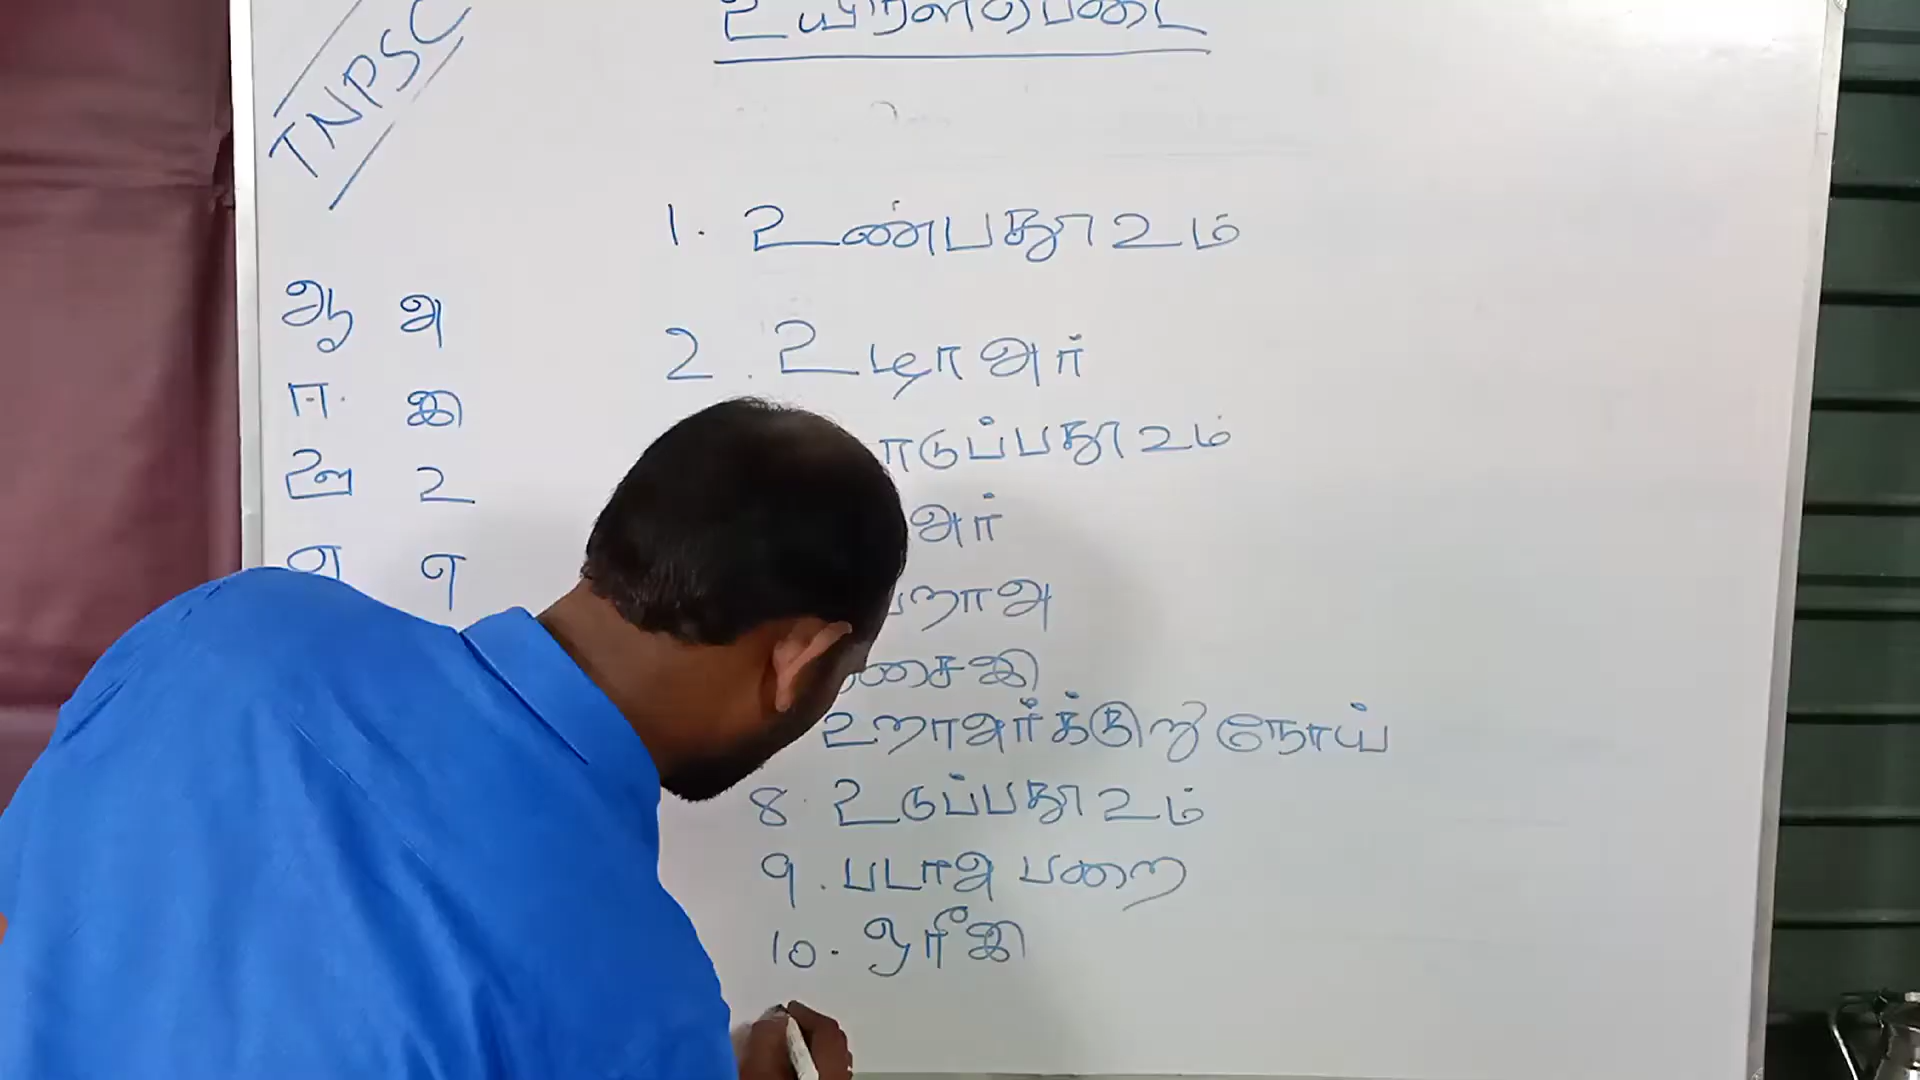 உயிரளபெடை
TNPSC
1. உண்பதூஉம்
2. உடாஅர்
டுப்பதூஉம்
அர்
றாஅ
சைஇ
உறாஅர்க்குறுநோய்
8. உடுப்பதூஉம்
9. படாஅ பறை
10. ஒரீஇ
ஆ அ
ஈ இ
ஊ உ
எ